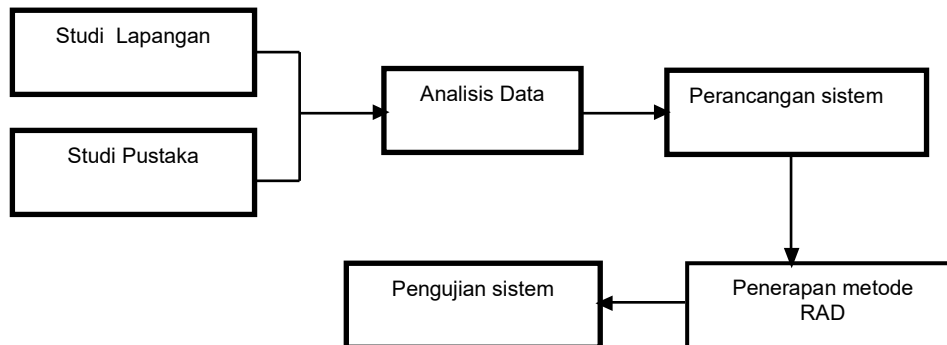 Studi Lapangan
Studi Pustaka
Analisis Data
Perancangan sistem
Penerapan metode
RAD
Pengujian sistem